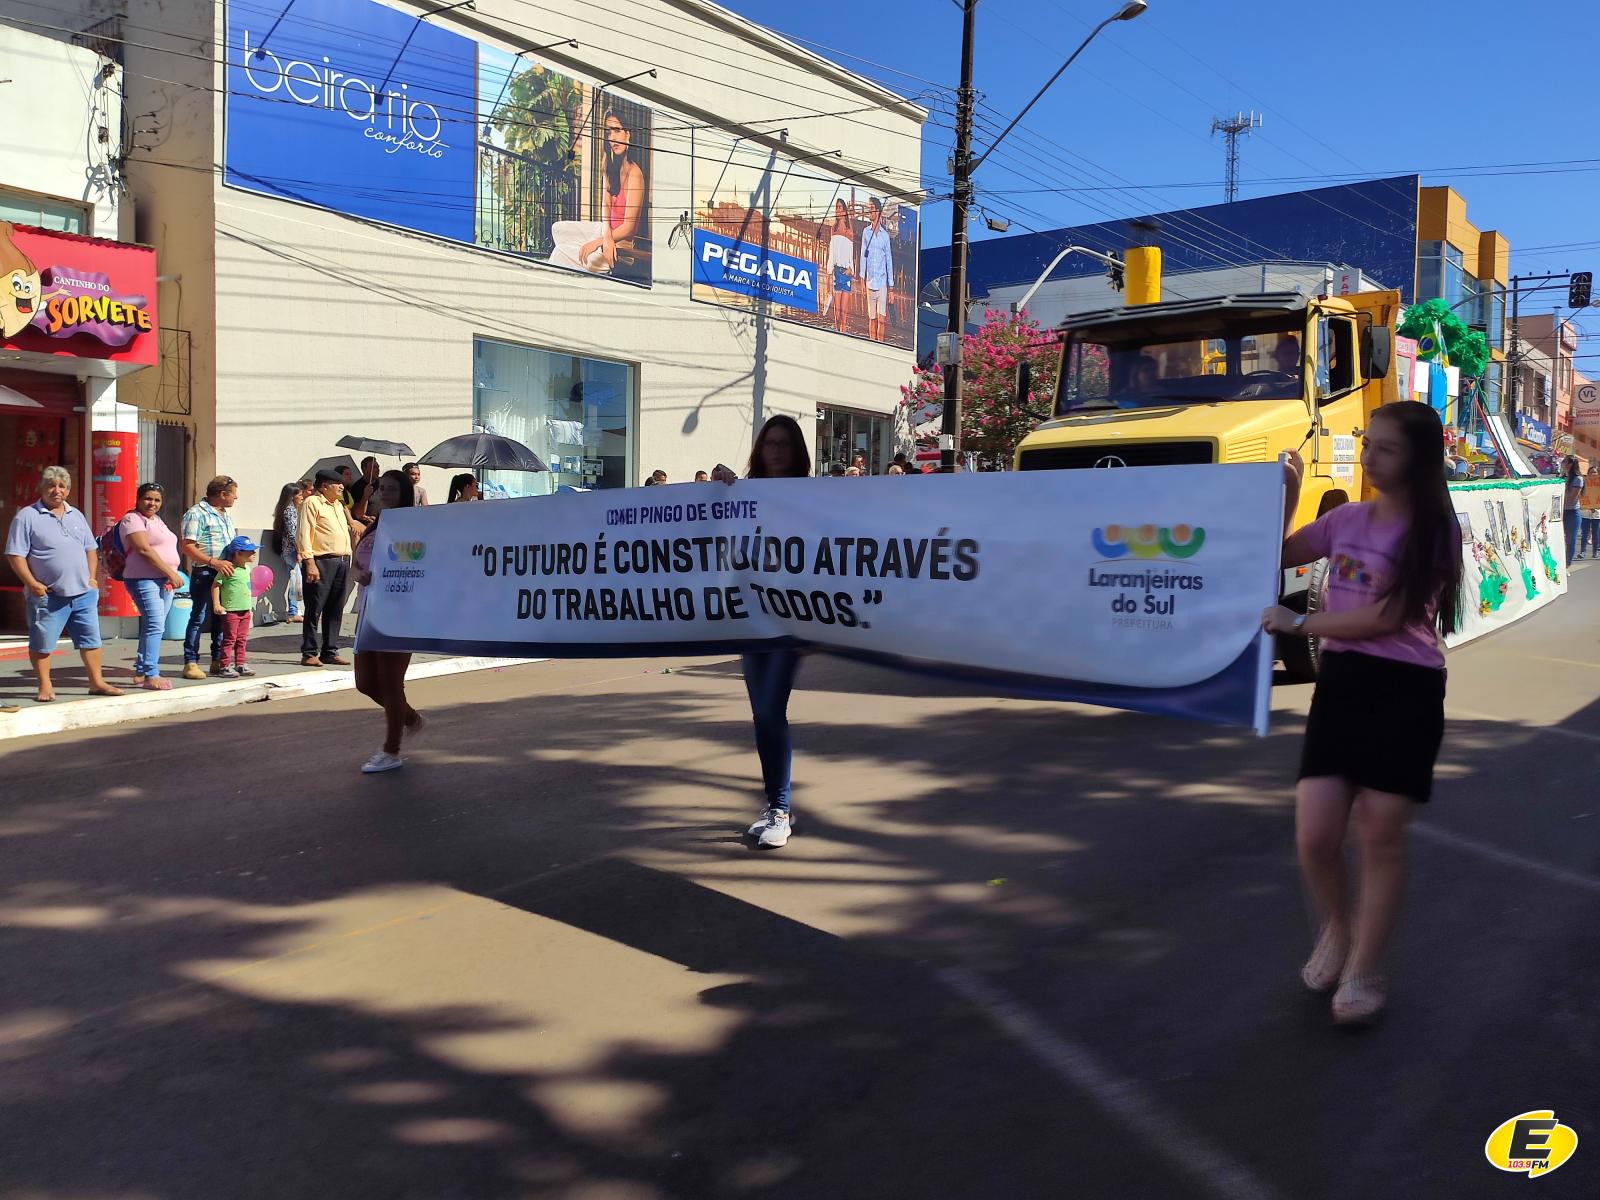 beira rio
conforto
PEGADA
A MARCA DA CONQUISTA
CANTINHO DO
SORVETE
CMEI PINGO DE GENTE
"O FUTURO É CONSTRUÍDO ATRAVÉS
DO TRABALHO DE TODOS."
Laranjeiras
do Sul
Laranjeiras
do Sul
PREFEITURA
VL
E
103.9 FM